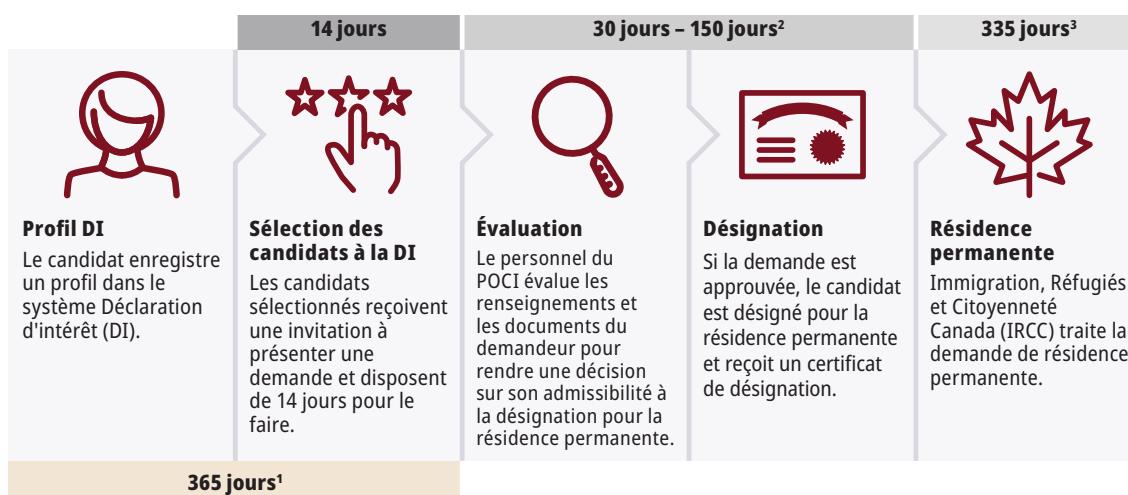 14 jours
30 jours – 150 jours²
335 jours³
Profil DI
Le candidat enregistre
un profil dans le
système Déclaration
d'intérêt (DI).
Sélection des
candidats à la DI
Les candidats
sélectionnés reçoivent
une invitation à
présenter une
demande et disposent
de 14 jours pour le
faire.
Évaluation
Le personnel du
POCI évalue les
renseignements et
les documents du
demandeur pour
rendre une décision
sur son admissibilité à
la désignation pour la
résidence permanente.
Désignation
Si la demande est
approuvée, le candidat
est désigné pour la
résidence permanente
et reçoit un certificat
de désignation.
Résidence
permanente
Immigration, Réfugiés
et Citoyenneté
Canada (IRCC) traite la
demande de résidence
permanente.
365 jours¹